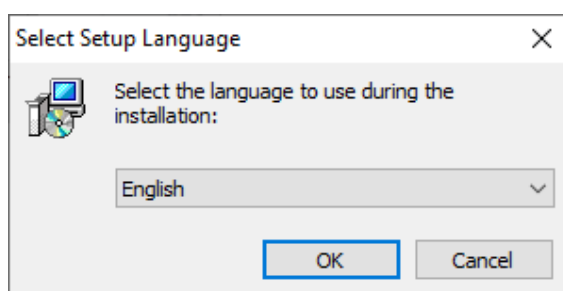 Select Setup Language
Select the language to use during the
installation:
English
OK
Cancel